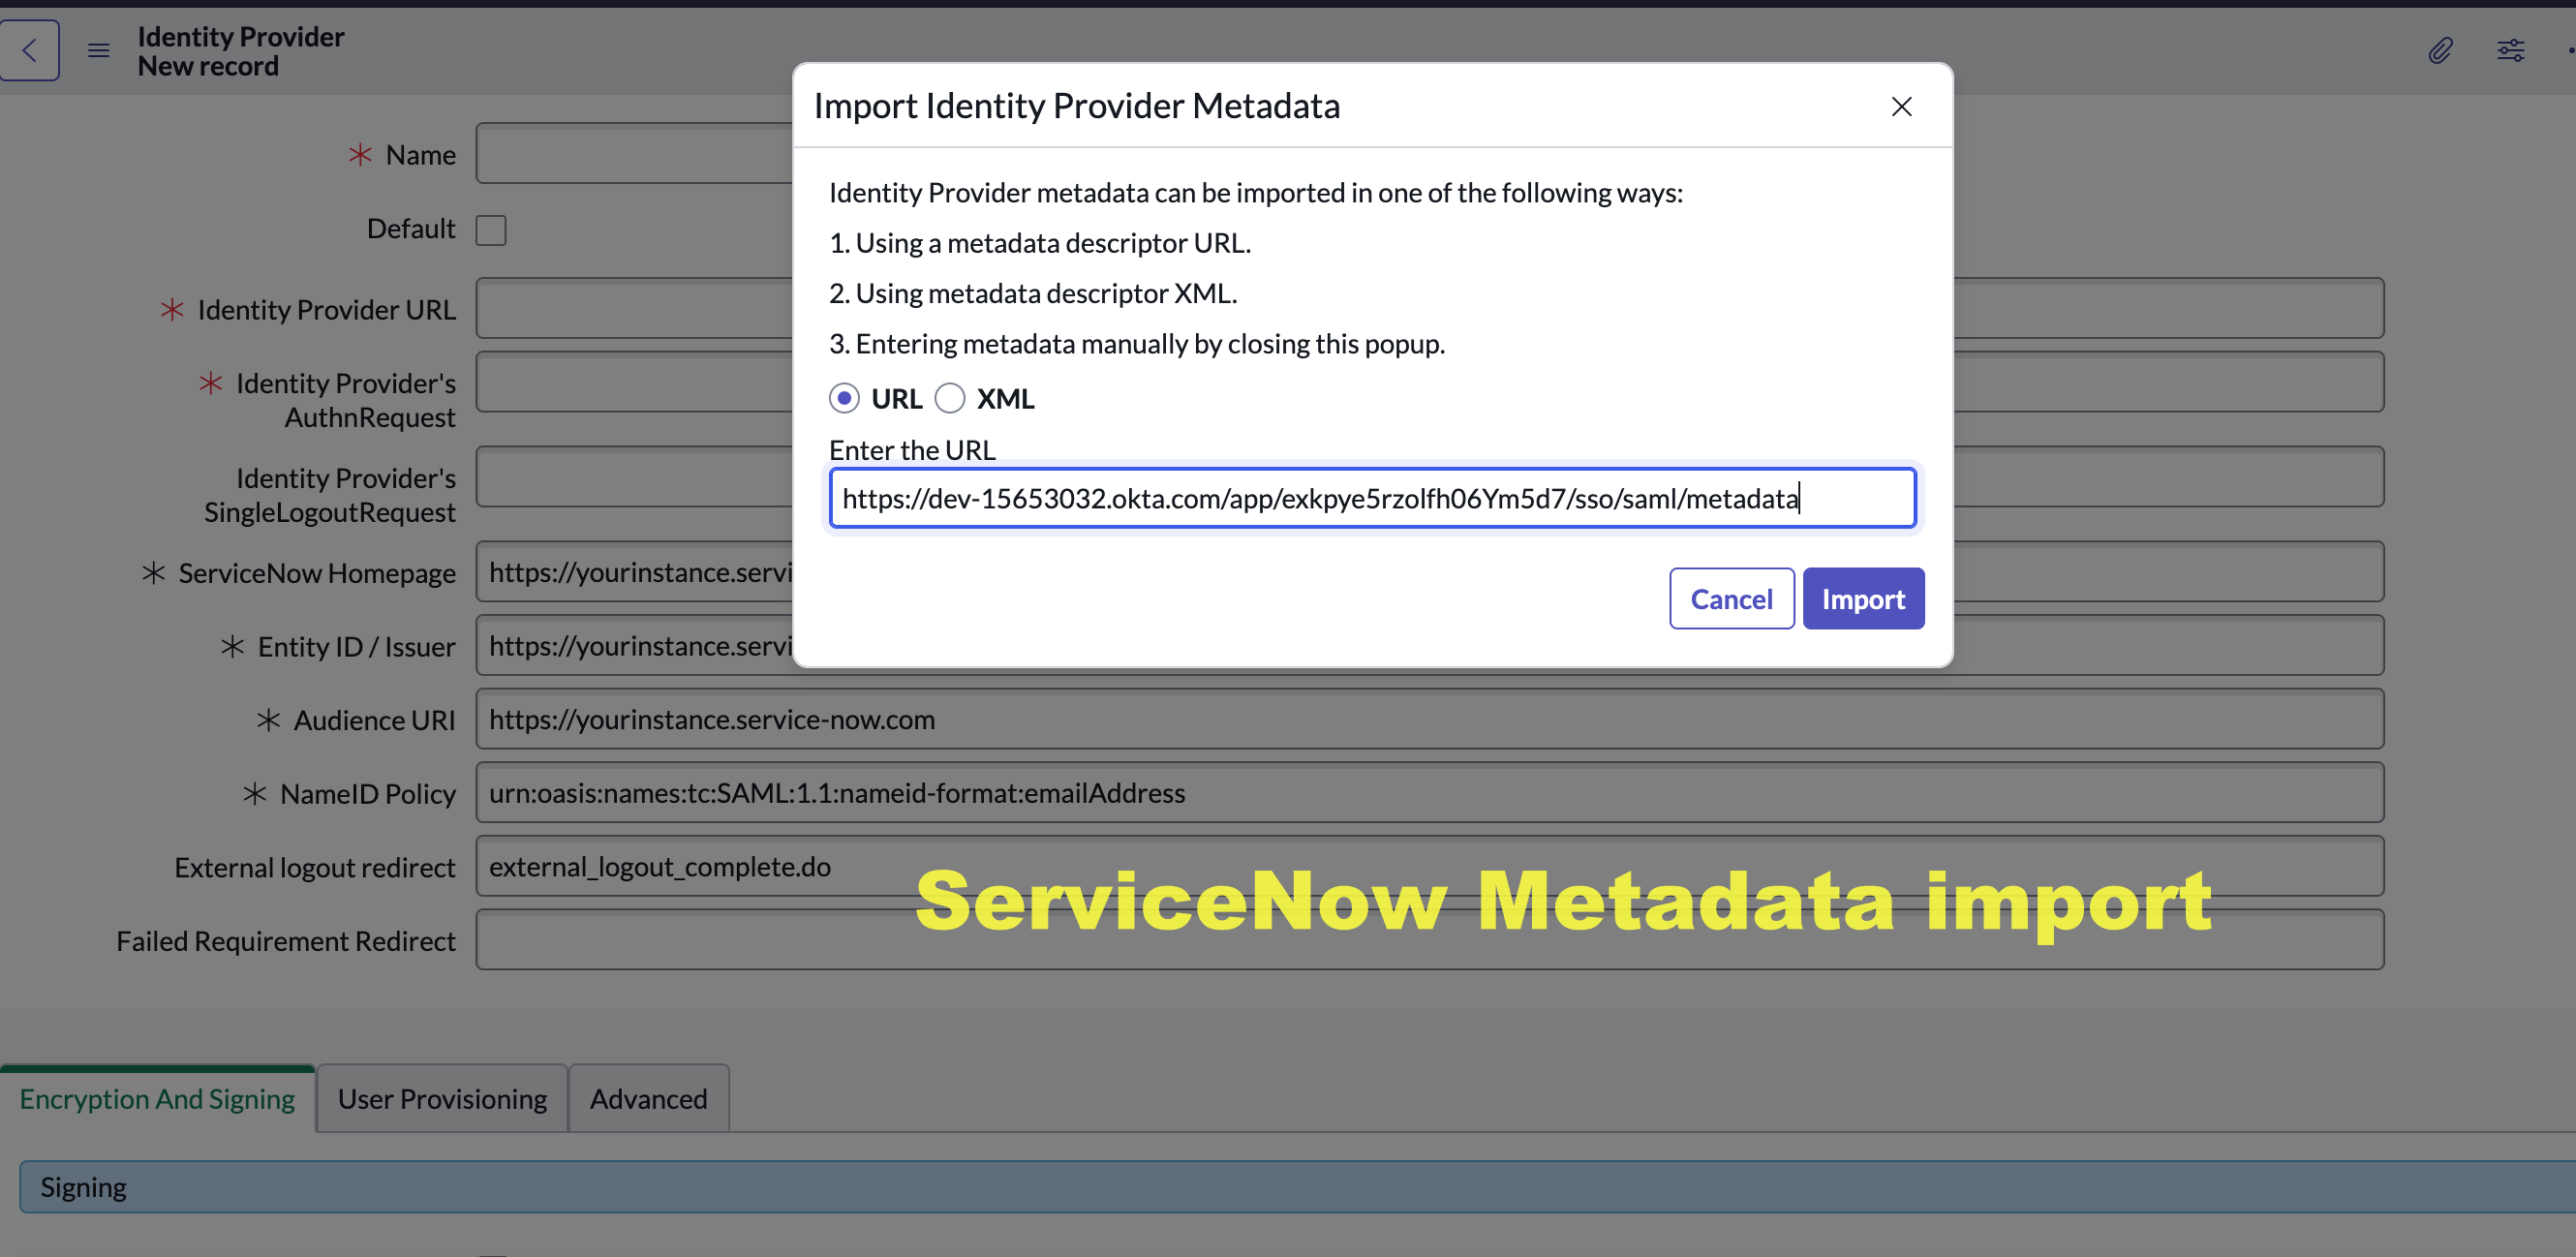 Identity Provider
New record
Import Identity Provider Metadata
Identity Provider metadata can be imported in one of the following ways:
1. Using a metadata descriptor URL.
2. Using metadata descriptor XML.
3. Entering metadata manually by closing this popup.
URL XML
Enter the URL
https://dev-15653032.okta.com/app/exkpye5rzolfh06Ym5d7/sso/saml/metadata
Cancel Import
* Name
Default
* Identity Provider URL
* Identity Provider's
AuthnRequest
Identity Provider's
SingleLogoutRequest
* ServiceNow Homepage https://yourinstance.servi
* Entity ID / Issuer https://yourinstance.servi
* Audience URI https://yourinstance.service-now.com
* NameID Policy urn:oasis:names:tc:SAML:1.1:nameid-format:emailAddress
External logout redirect external_logout_complete.do
ServiceNow Metadata import
Failed Requirement Redirect
Encryption And Signing User Provisioning Advanced
Signing